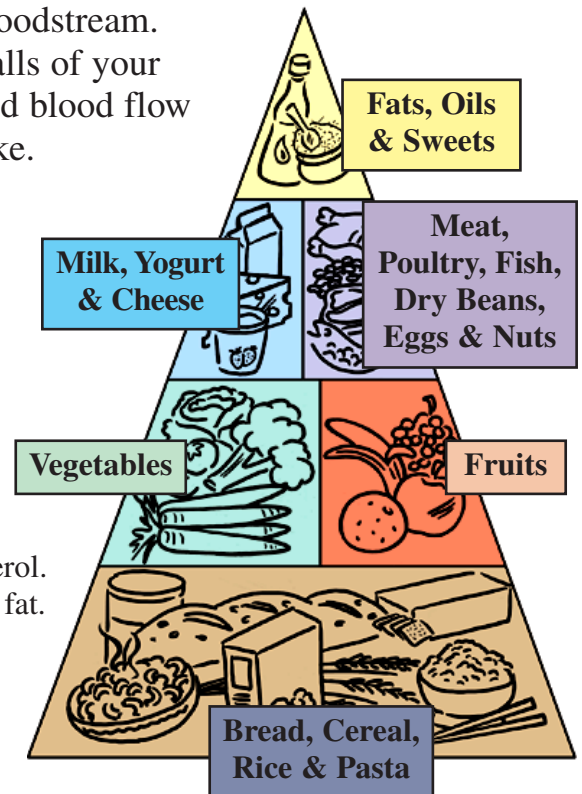 oodstream.
alls of your
d blood flow
ke.
Fats, Oils
& Sweets
Milk, Yogurt
& Cheese
Meat,
Poultry, Fish,
Dry Beans,
Eggs & Nuts
Vegetables
Fruits
erol.
fat.
Bread, Cereal,
Rice & Pasta